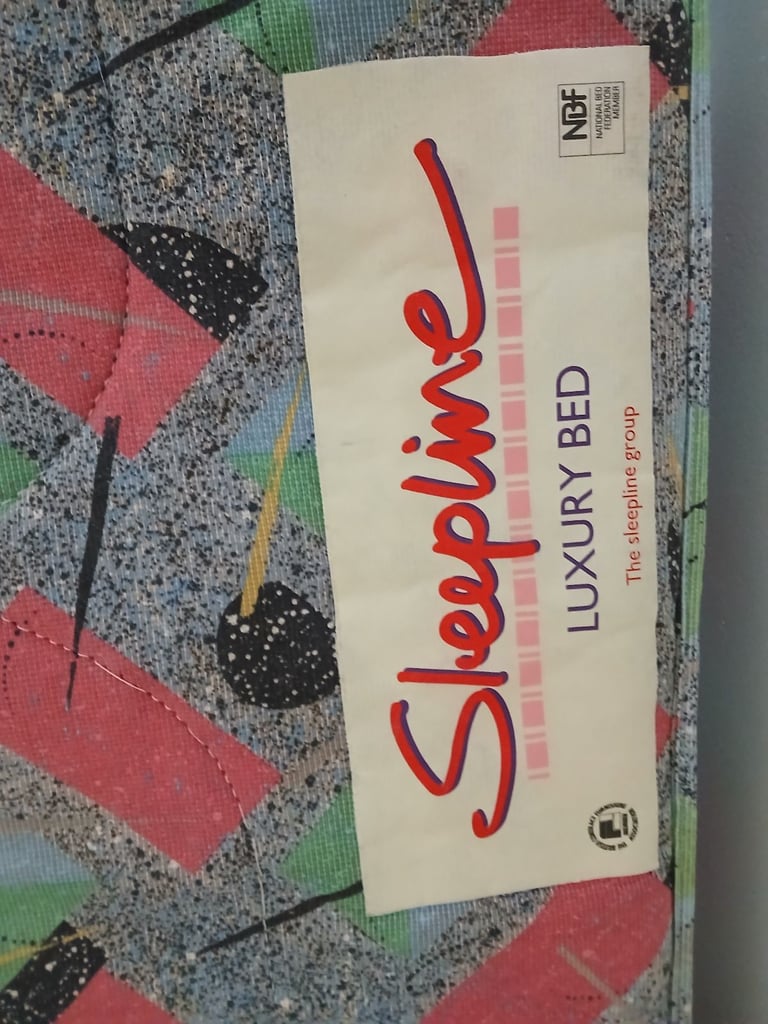 Sleepline
LUXURY BED
The sleepline group
NBF
NATIONAL BED
FEDERATION
MEMBER